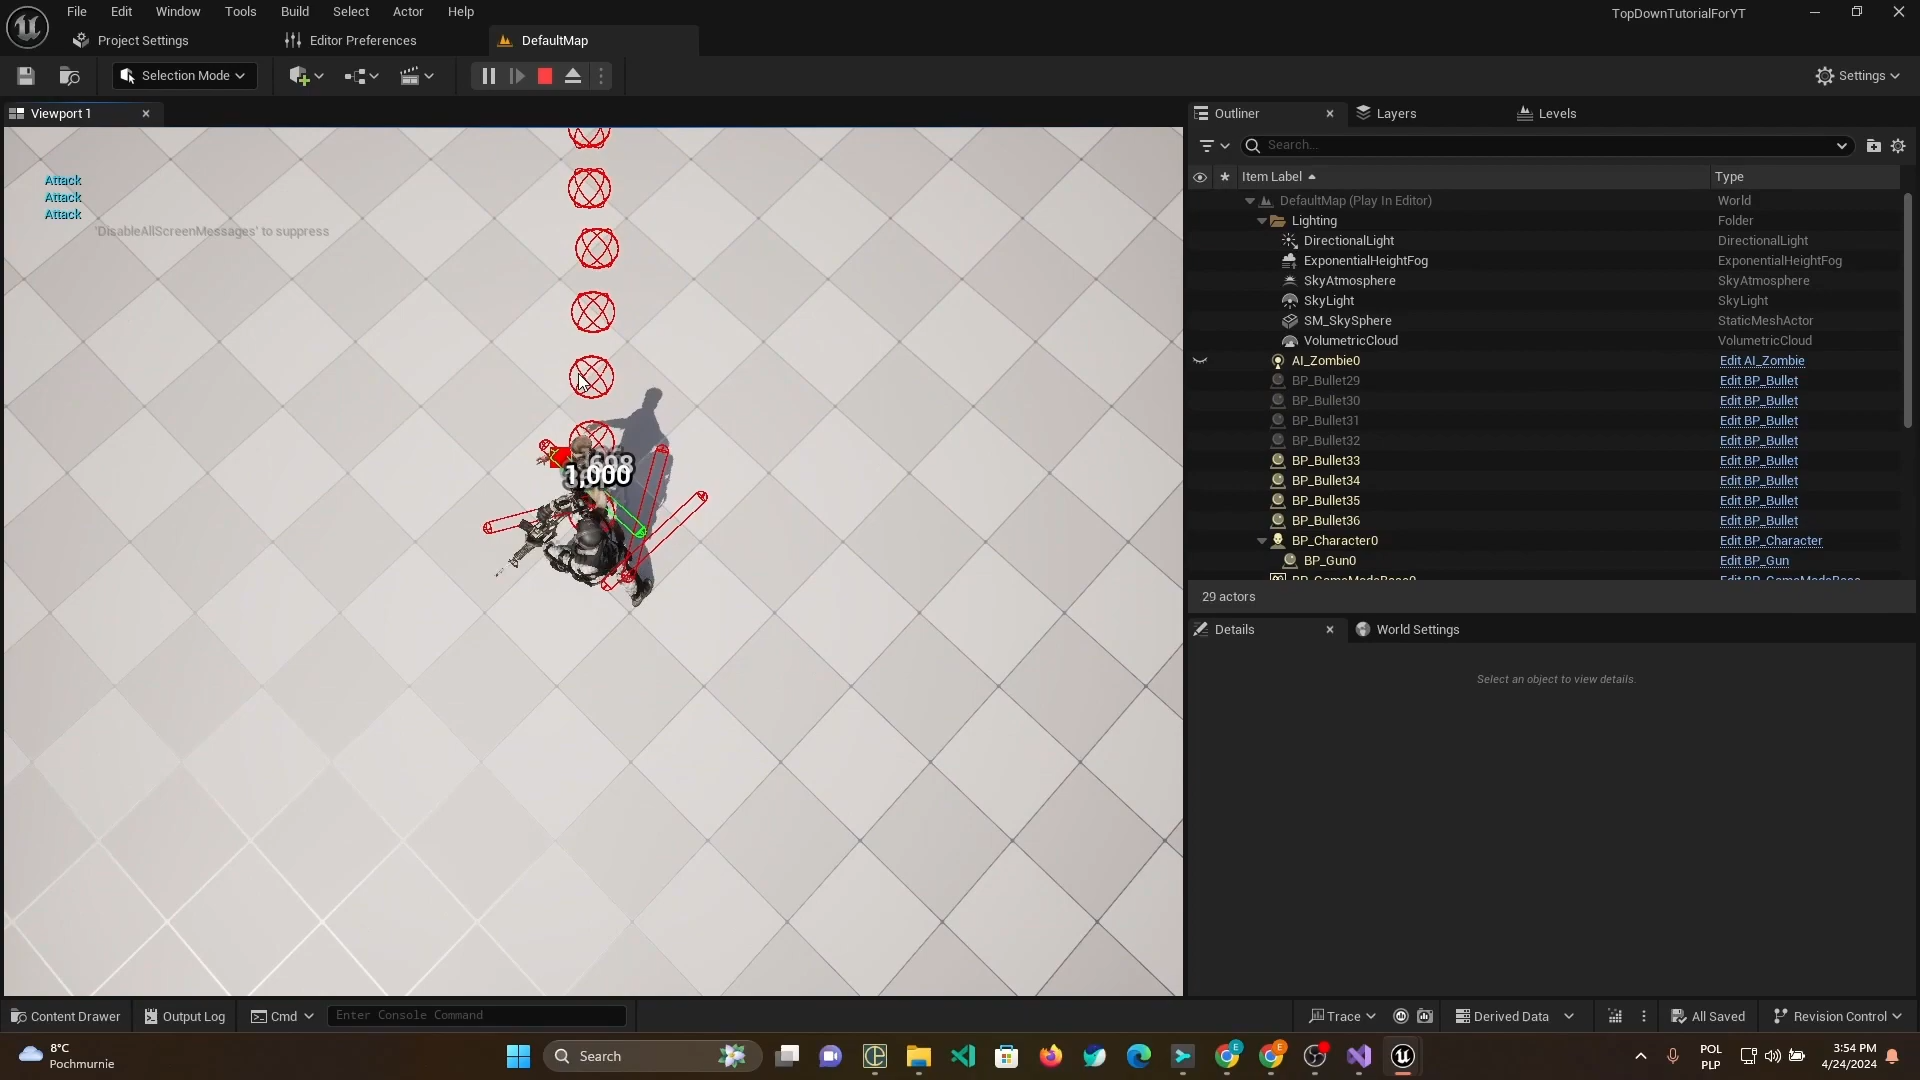 File Edit Window Tools Build Select Actor Help
TopDownTutorialForYT
Project Settings
Editor Preferences
DefaultMap
Selection Mode
Settings
Viewport 1
Outliner
Layers
Levels
Search...
Item Label
Type
DefaultMap (Play In Editor) World
Lighting Folder
DirectionalLight DirectionalLight
ExponentialHeightFog ExponentialHeightFog
SkyAtmosphere SkyAtmosphere
SkyLight SkyLight
SM_SkySphere StaticMeshActor
VolumetricCloud VolumetricCloud
AI_Zombie0 Edit AI_Zombie
BP_Bullet29 Edit BP_Bullet
BP_Bullet30 Edit BP_Bullet
BP_Bullet31 Edit BP_Bullet
BP_Bullet32 Edit BP_Bullet
BP_Bullet33 Edit BP_Bullet
BP_Bullet34 Edit BP_Bullet
BP_Bullet35 Edit BP_Bullet
BP_Bullet36 Edit BP_Bullet
BP_Character0 Edit BP_Character
BP_Gun0 Edit BP_Gun
BP_GameModeBase0 Edit BP_GameModeBase
29 actors
Details
World Settings
Select an object to view details.
Attack
Attack
Attack
'DisableAllScreenMessages' to suppress
1,000
Content Drawer
Output Log
Cmd
Enter Console Command
Trace
Derived Data
All Saved
Revision Control
8°C
Pochmurnie
Search
POL
PLP
3:54 PM
4/24/2024